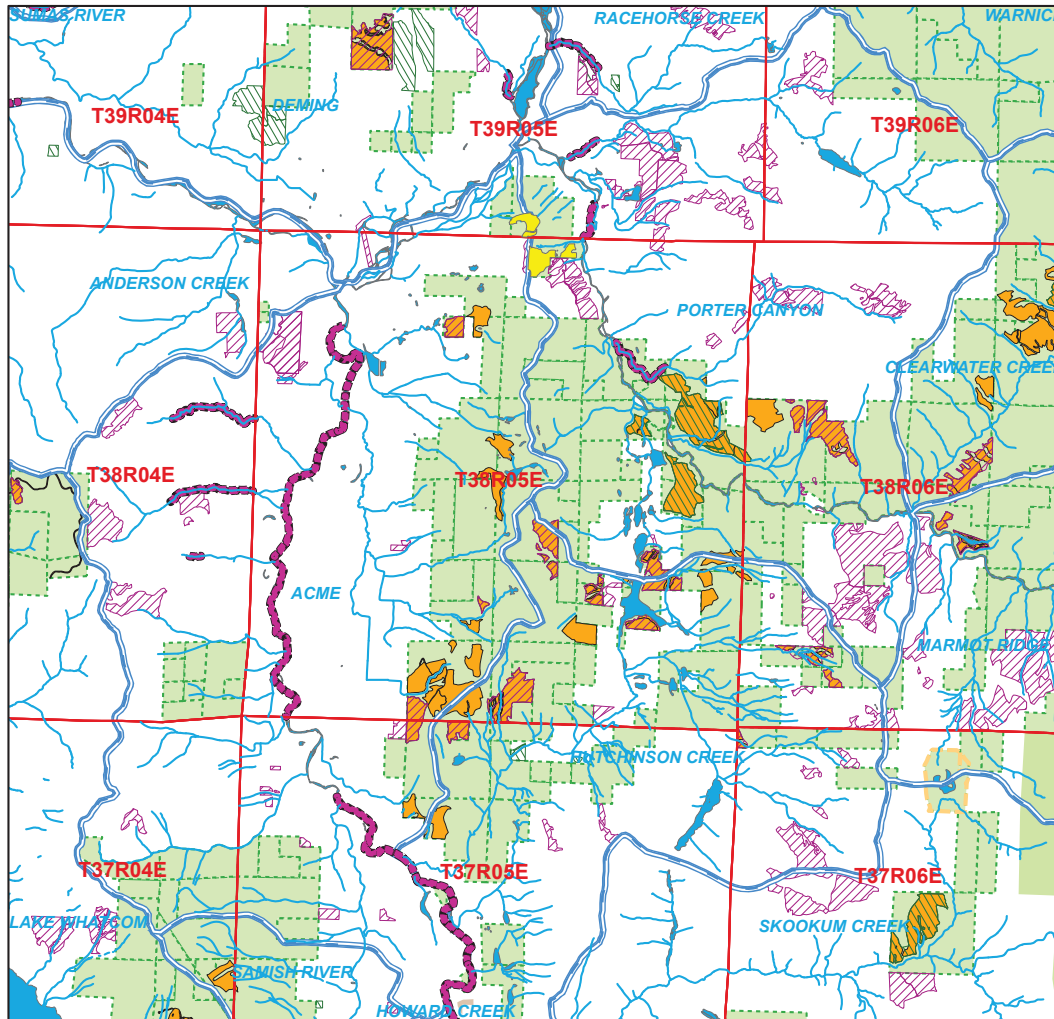 SUMAS RIVER
RACEHORSE CREEK
WARNIC
DEMING
T39R04E
T39R05E
T39R06E
ANDERSON CREEK
PORTER CANYON
CLEARWATER CREE
T38R04E
T38R05E
T38R06E
ACME
MARMOT RIDGE
HUTCHINSON CREEK
T37R04E
T37R05E
T37R06E
LAKE WHATCOM
SKOOKUM CREEK
SAMISH RIVER
HOWARD CREEK